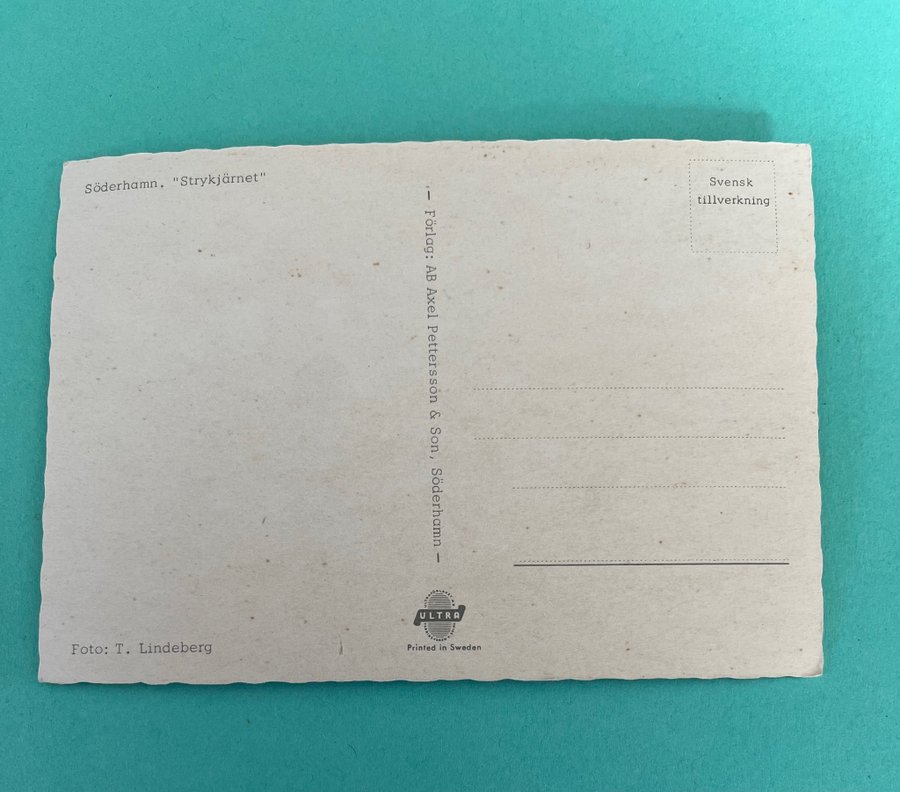 Söderhamn. "Strykjärnet"
Svensk
tillverkning
— Förlag: AB Axel Pettersson & Son, Söderhamn —
Foto: T. Lindeberg
ULTRA
Printed in Sweden